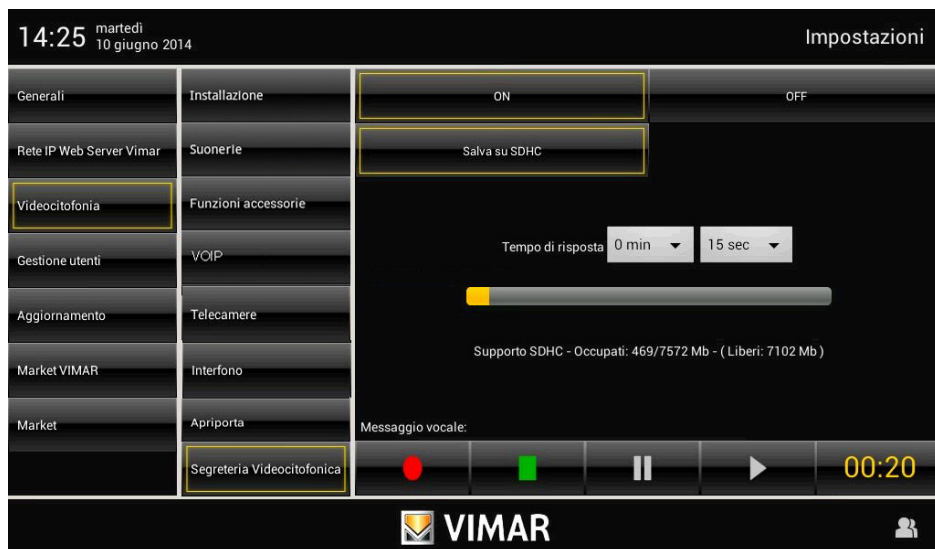 14:25 martedì
10 giugno 2014
Impostazioni
Generali
Rete IP Web Server Vimar
Videocitofonia
Gestione utenti
Aggiornamento
Market VIMAR
Market
Installazione
Suonerie
Funzioni accessorie
VOIP
Telecamere
Interfono
Apriporta
Segreteria Videocitofonica
ON
OFF
Salva su SDHC
Tempo di risposta 0 min 15 sec
Supporto SDHC - Occupati: 469/7572 Mb - ( Liberi: 7102 Mb )
Messaggio vocale:
00:20
VIMAR